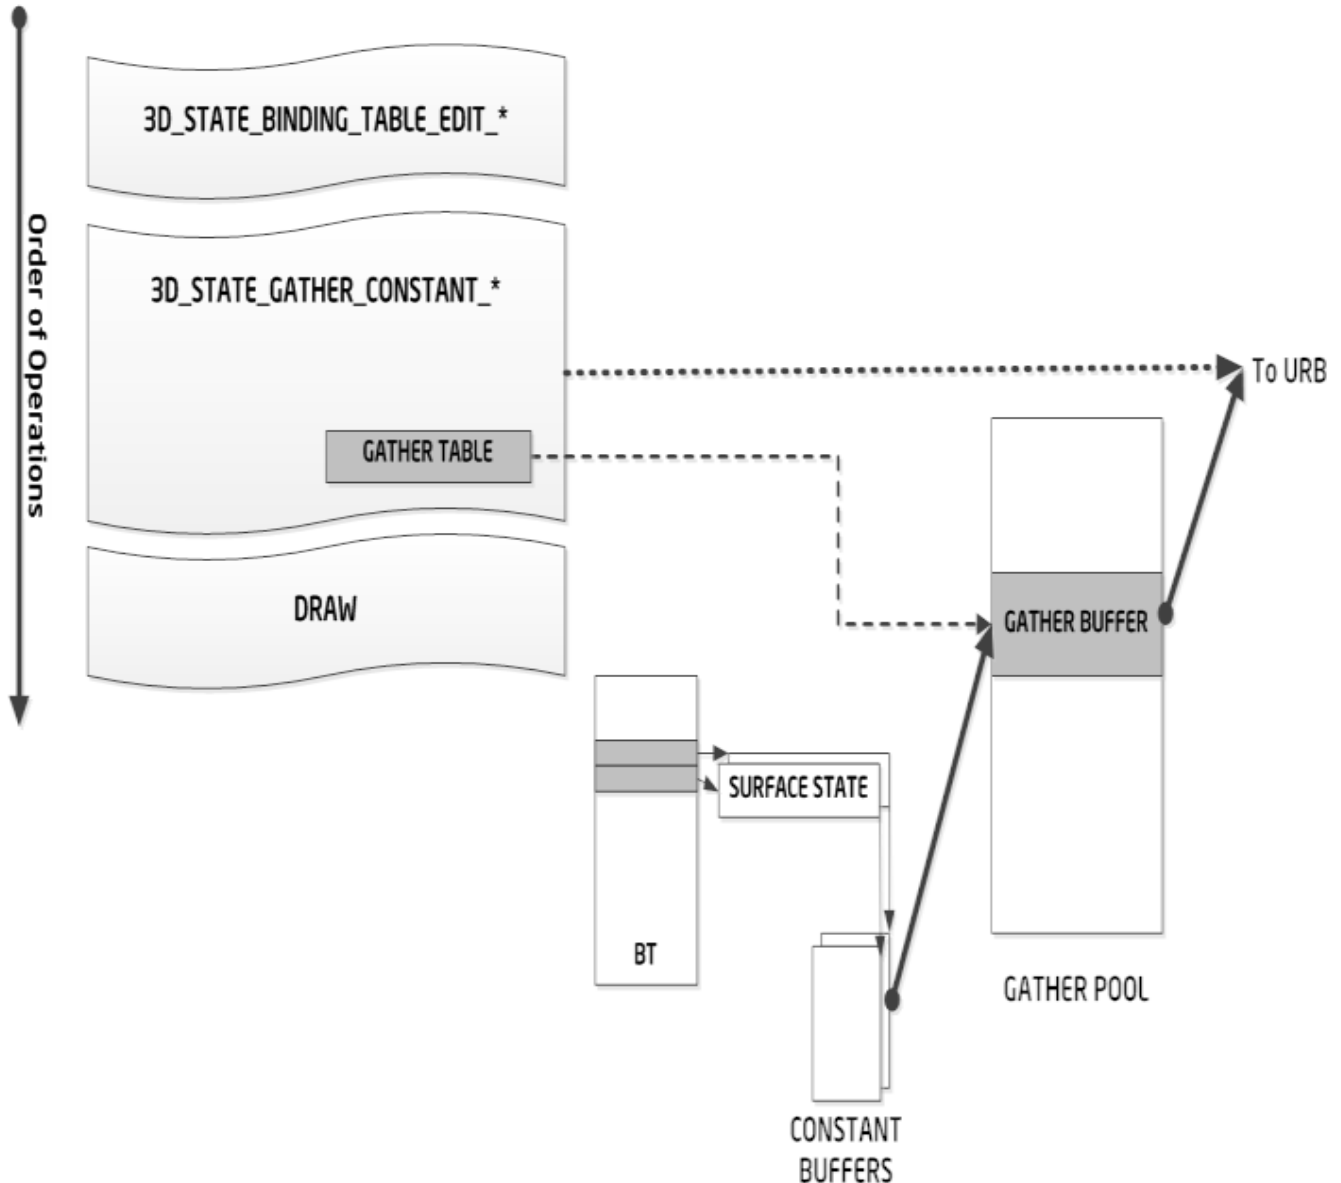 3D_STATE_BINDING_TABLE_EDIT_*
Order of Operations
3D_STATE_GATHER_CONSTANT_*
To URB
GATHER TABLE
DRAW
GATHER BUFFER
SURFACE STATE
BT
GATHER POOL
CONSTANT
BUFFERS